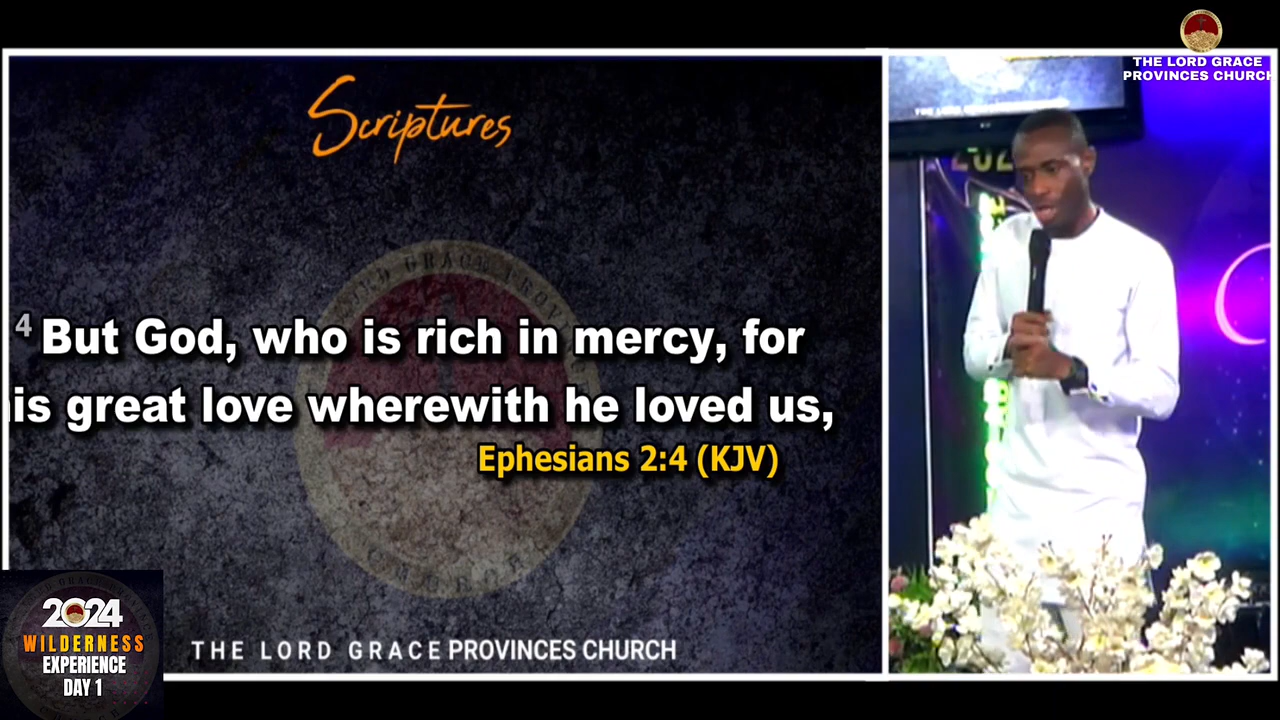 THE LORD GRACE
PROVINCES CHURCH
Scriptures
4 But God, who is rich in mercy, for
is great love wherewith he loved us,
Ephesians 2:4 (KJV)
THE LORD GRACE PROVINCES CHURCH
2024
WILDERNESS
EXPERIENCE
DAY 1